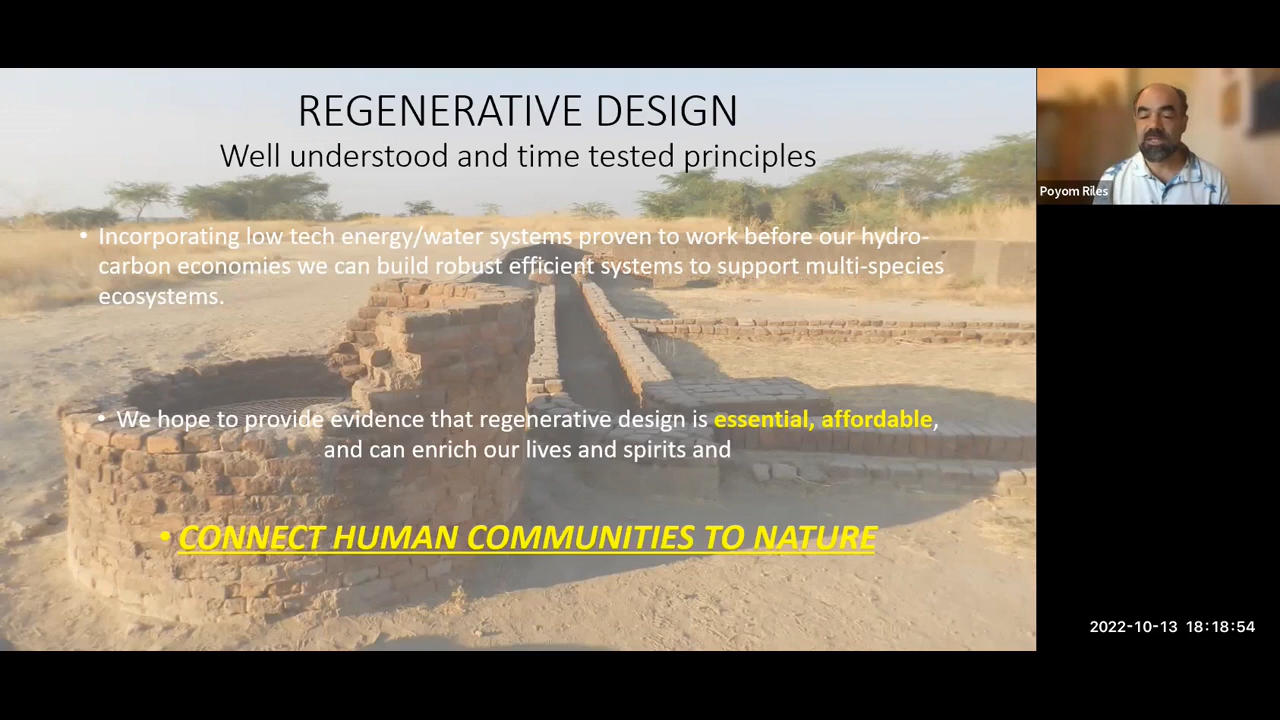 REGENERATIVE DESIGN
Well understood and time tested principles
• Incorporating low tech energy/water systems proven to work before our hydro-
carbon economies we can build robust efficient systems to support multi-species
ecosystems.
• We hope to provide evidence that regenerative design is essential, affordable,
and can enrich our lives and spirits and
• CONNECT HUMAN COMMUNITIES TO NATURE
Poyom Riles
2022-10-13 18:18:54